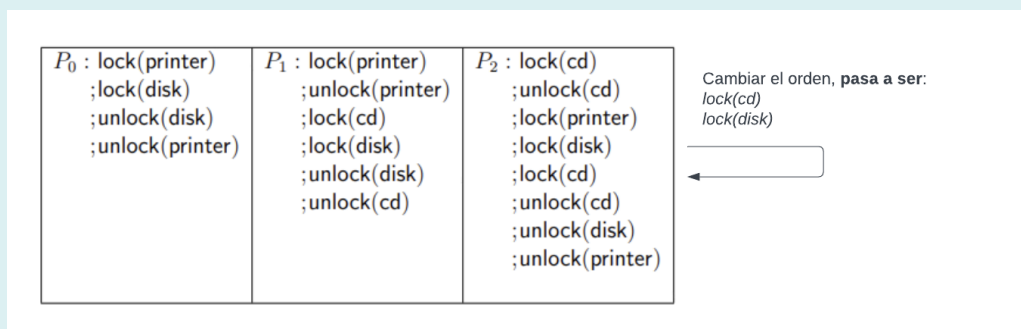 P₀ : lock(printer)
;lock(disk)
;unlock(disk)
;unlock(printer)
P₁ : lock(printer)
;unlock(printer)
;lock(cd)
;lock(disk)
;unlock(disk)
;unlock(cd)
P₂ : lock(cd)
;unlock(cd)
;lock(printer)
;lock(disk)
;lock(cd)
;unlock(cd)
;unlock(disk)
;unlock(printer)
Cambiar el orden, pasa a ser:
lock(cd)
lock(disk)